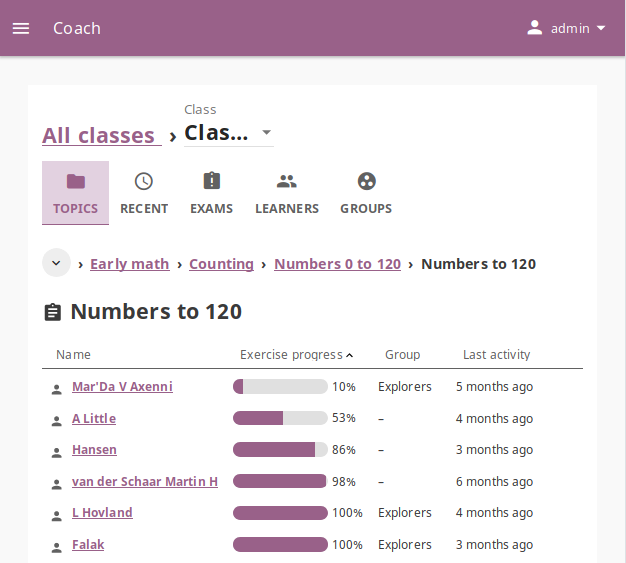 Coach
admin
Class
All classes › Clas...
TOPICS RECENT EXAMS LEARNERS GROUPS
› Early math › Counting › Numbers 0 to 120 › Numbers to 120
Numbers to 120
Name Exercise progress Group Last activity
Mar'Da V Axenni 10% Explorers 5 months ago
A Little 53% – 4 months ago
Hansen 86% – 3 months ago
van der Schaar Martin H 98% – 6 months ago
L Hovland 100% Explorers 4 months ago
Falak 100% Explorers 3 months ago